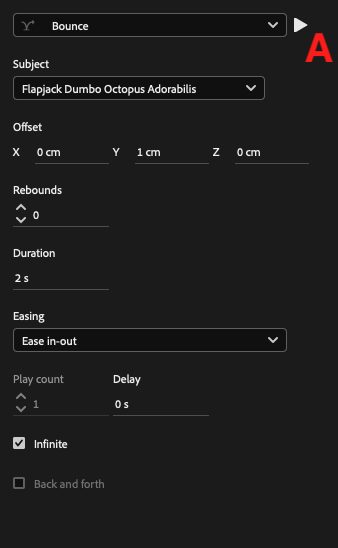 Bounce
A
Subject
Flapjack Dumbo Octopus Adorabilis
Offset
X 0 cm Y 1 cm Z 0 cm
Rebounds
0
Duration
2 s
Easing
Ease in-out
Play count Delay
1 0 s
Infinite
Back and forth